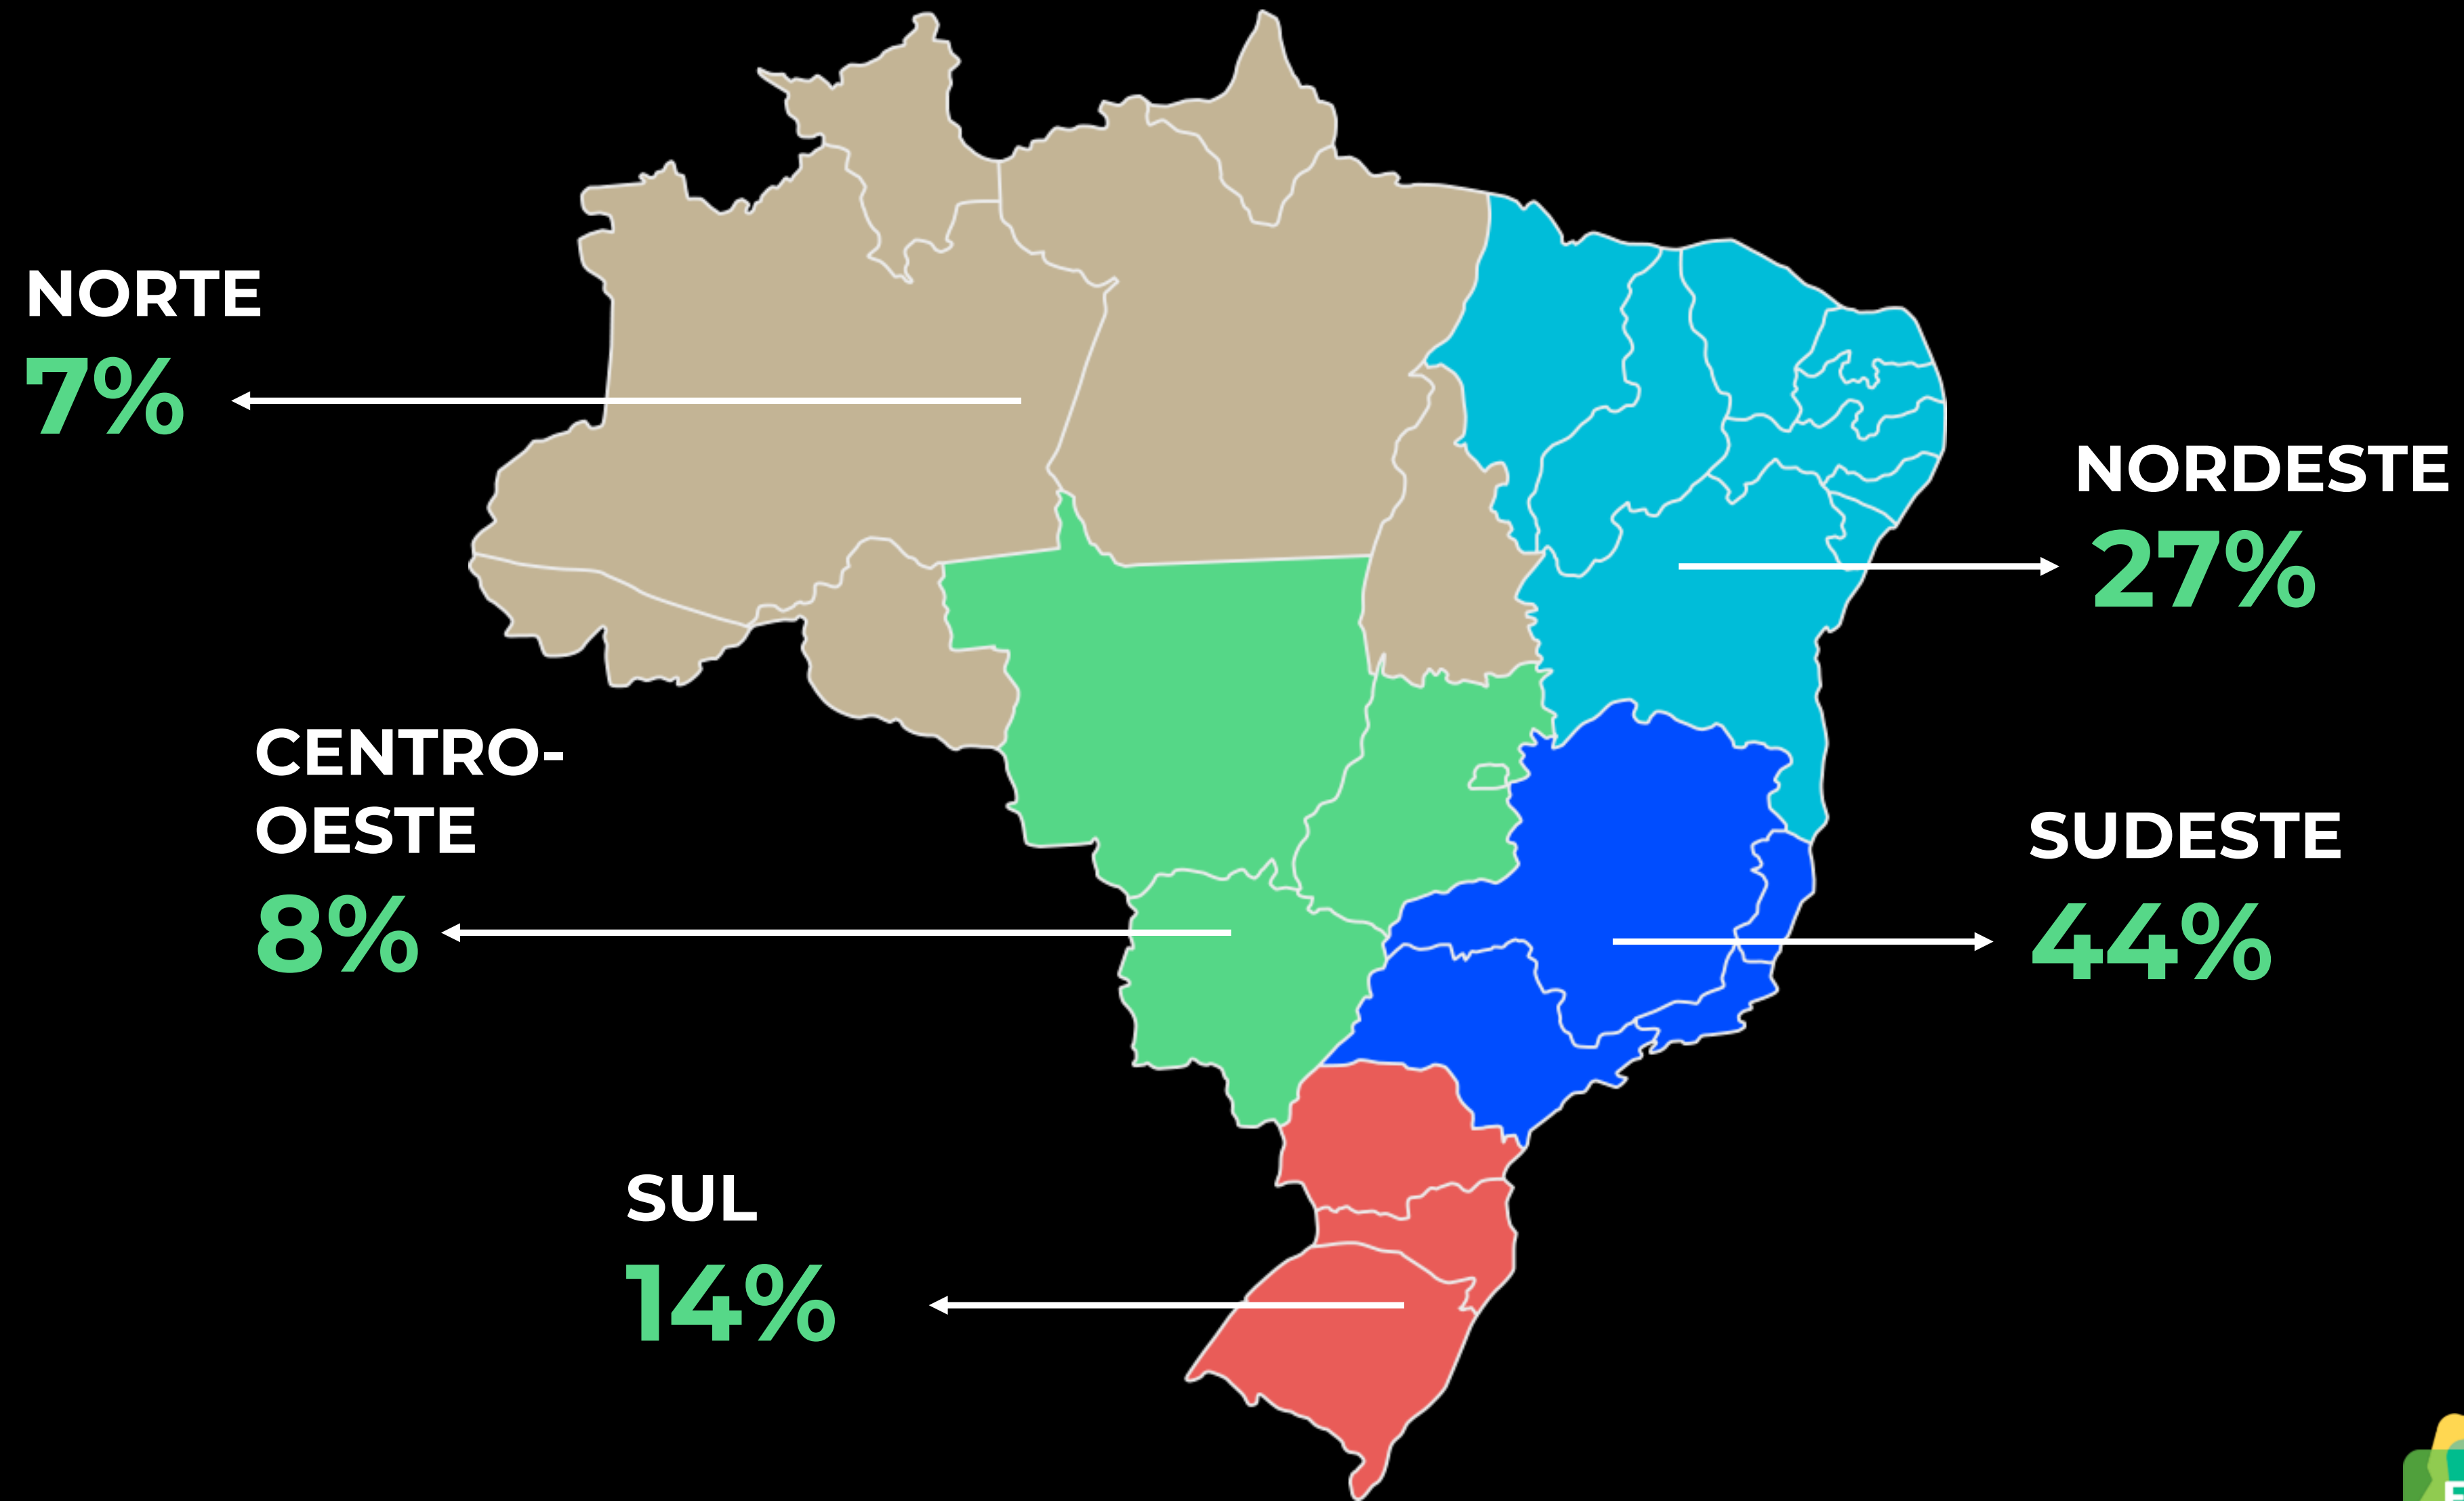 NORTE
7%
NORDESTE
27%
CENTRO-
OESTE
8%
SUDESTE
44%
SUL
14%